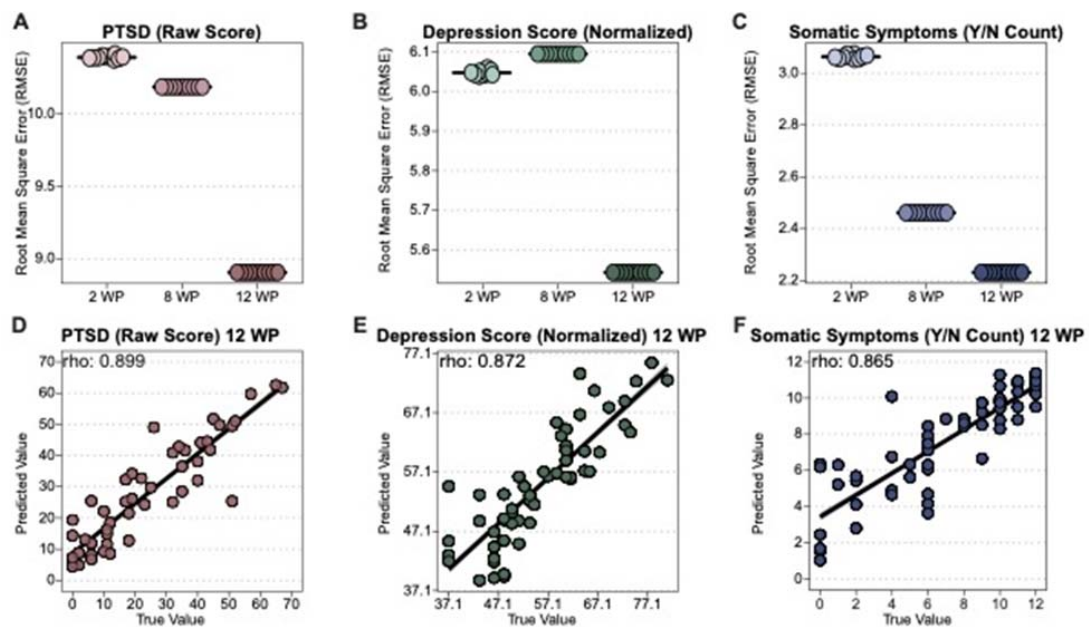 A
PTSD (Raw Score)
Root Mean Square Error (RMSE)
10.0
9.5
9.0
2 WP 8 WP 12 WP
B
Depression Score (Normalized)
Root Mean Square Error (RMSE)
6.1
6.0
5.9
5.8
5.7
5.6
2 WP 8 WP 12 WP
C
Somatic Symptoms (Y/N Count)
Root Mean Square Error (RMSE)
3.0
2.8
2.6
2.4
2.2
2 WP 8 WP 12 WP
D
PTSD (Raw Score) 12 WP
rho: 0.899
Predicted Value
70
60
50
40
30
20
10
0
0 10 20 30 40 50 60 70
True Value
E
Depression Score (Normalized) 12 WP
rho: 0.872
Predicted Value
77.1
67.1
57.1
47.1
37.1
37.1 47.1 57.1 67.1 77.1
True Value
F
Somatic Symptoms (Y/N Count) 12 WP
rho: 0.865
Predicted Value
12
10
8
6
4
2
0
0 2 4 6 8 10 12
True Value